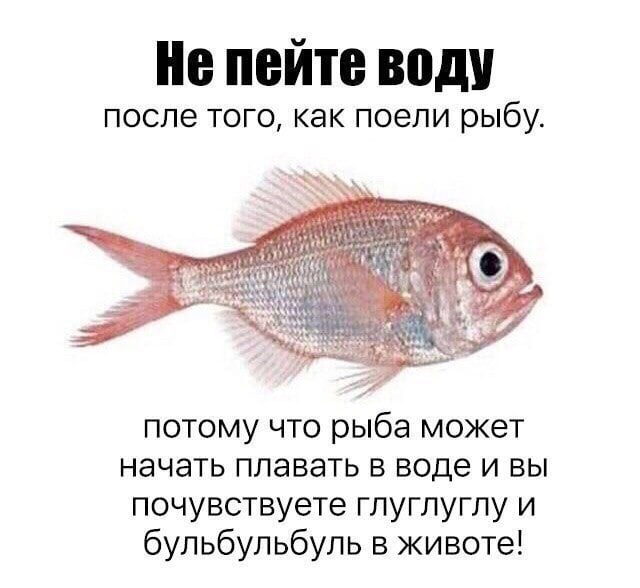 Не пейте воду
после того, как поели рыбу.
потому что рыба может
начать плавать в воде и вы
почувствуете глуглуглу и
бульбульбуль в животе!